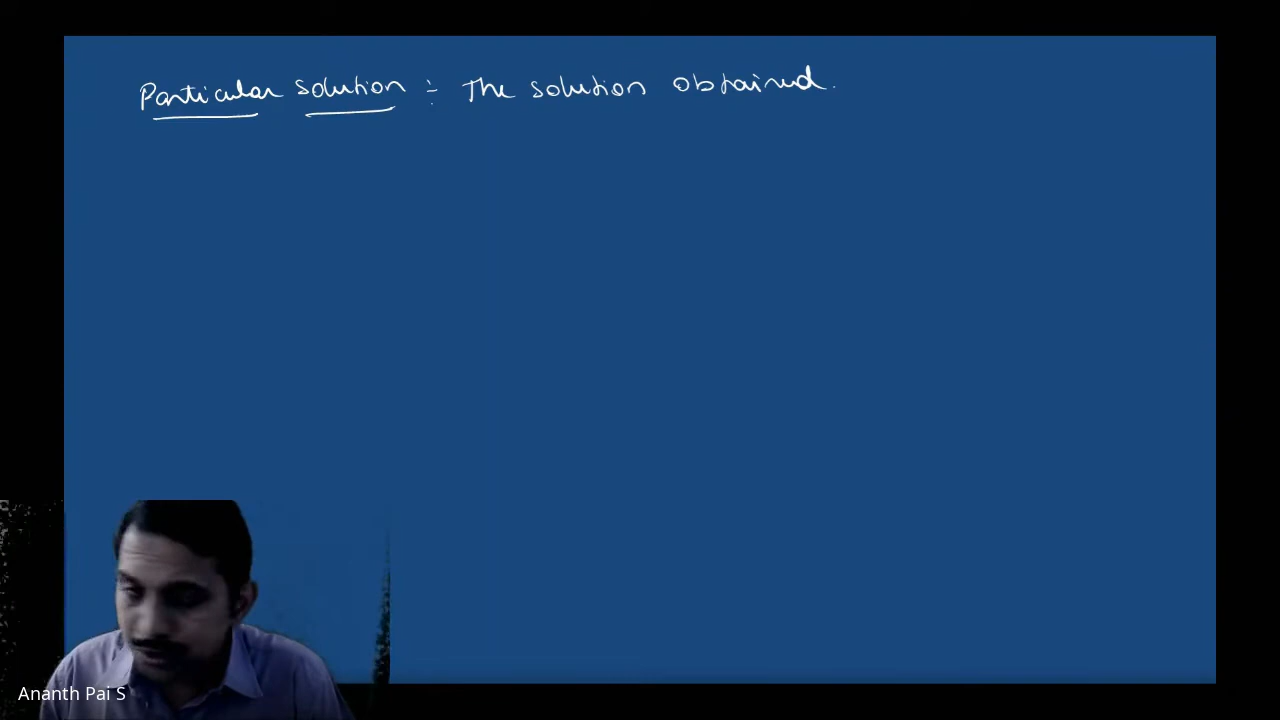 Particular solution :- The solution obtained.
Ananth Pai S